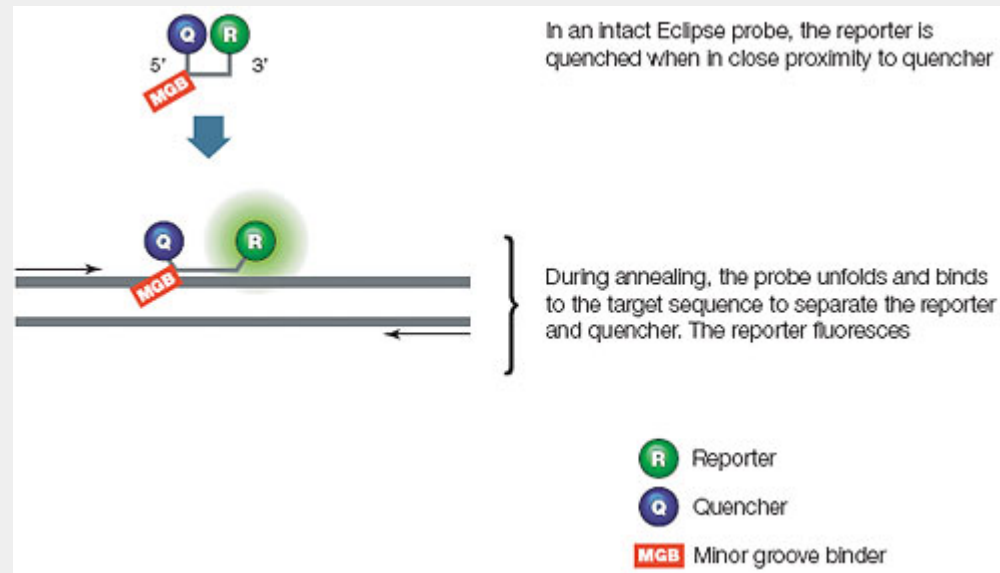 Q R
In an intact Eclipse probe, the reporter is
quenched when in close proximity to quencher
5' 3'
MGB
Q R
MGB
During annealing, the probe unfolds and binds
to the target sequence to separate the reporter
and quencher. The reporter fluoresces
R Reporter
Q Quencher
MGB Minor groove binder